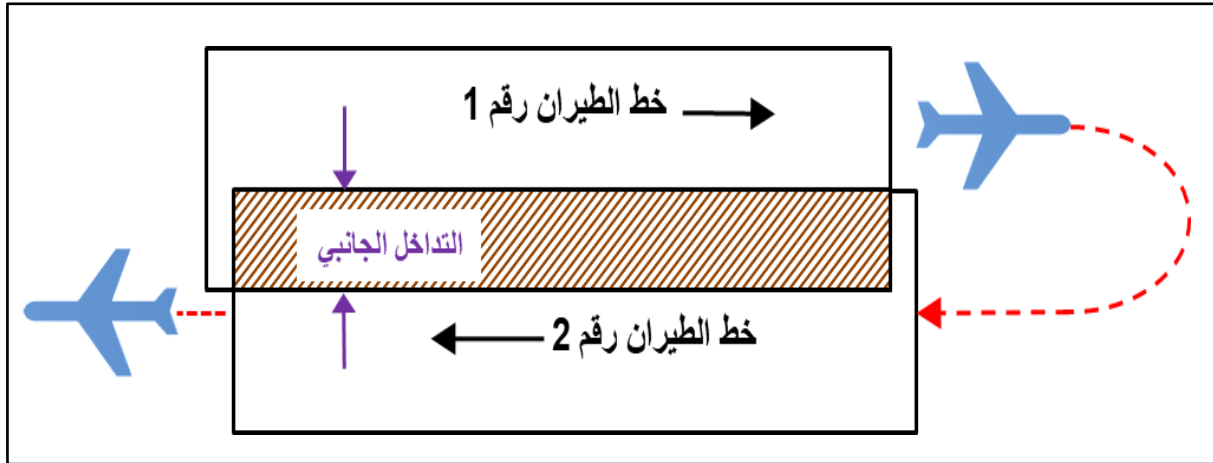 خط الطيران رقم 1
التداخل الجانبي
خط الطيران رقم 2